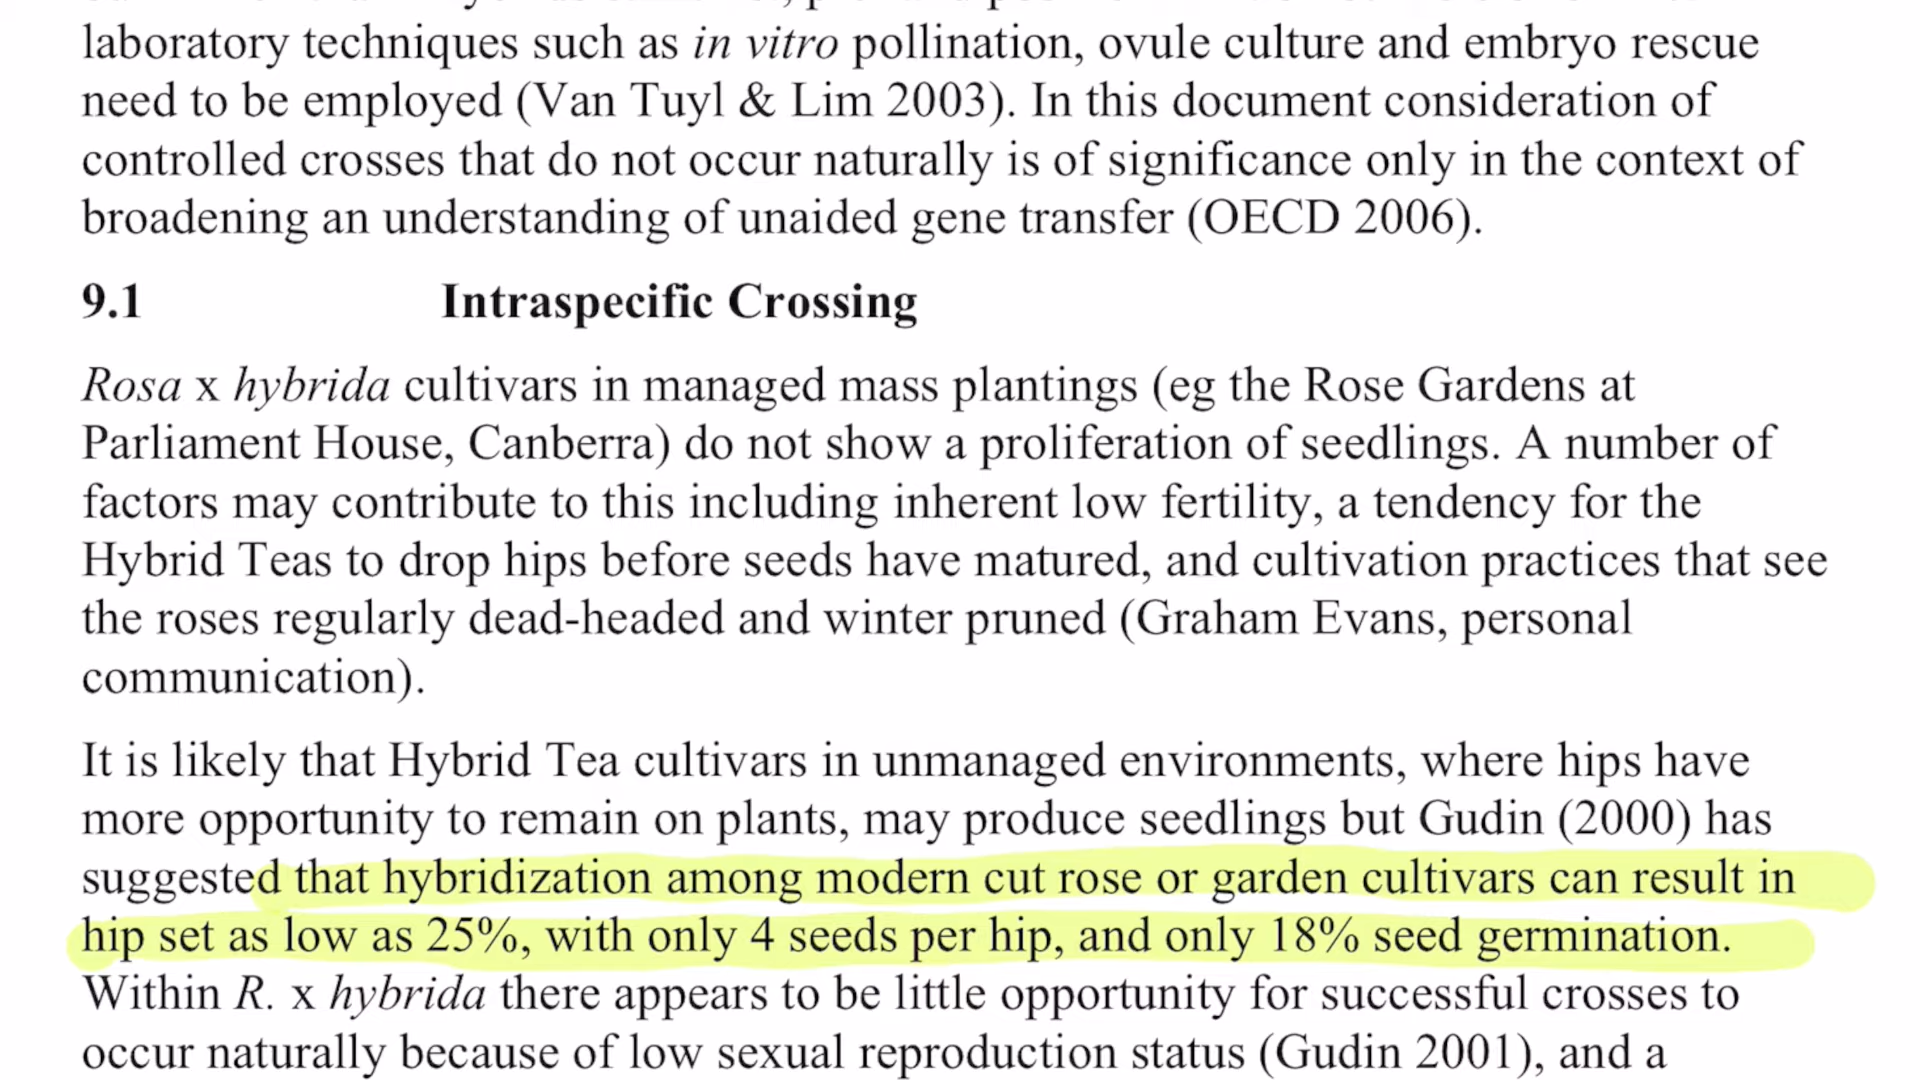 laboratory techniques such as in vitro pollination, ovule culture and embryo rescue
need to be employed (Van Tuyl & Lim 2003). In this document consideration of
controlled crosses that do not occur naturally is of significance only in the context of
broadening an understanding of unaided gene transfer (OECD 2006).
9.1 Intraspecific Crossing
Rosa x hybrida cultivars in managed mass plantings (eg the Rose Gardens at
Parliament House, Canberra) do not show a proliferation of seedlings. A number of
factors may contribute to this including inherent low fertility, a tendency for the
Hybrid Teas to drop hips before seeds have matured, and cultivation practices that see
the roses regularly dead-headed and winter pruned (Graham Evans, personal
communication).
It is likely that Hybrid Tea cultivars in unmanaged environments, where hips have
more opportunity to remain on plants, may produce seedlings but Gudin (2000) has
suggested that hybridization among modern cut rose or garden cultivars can result in
hip set as low as 25%, with only 4 seeds per hip, and only 18% seed germination.
Within R. x hybrida there appears to be little opportunity for successful crosses to
occur naturally because of low sexual reproduction status (Gudin 2001), and a